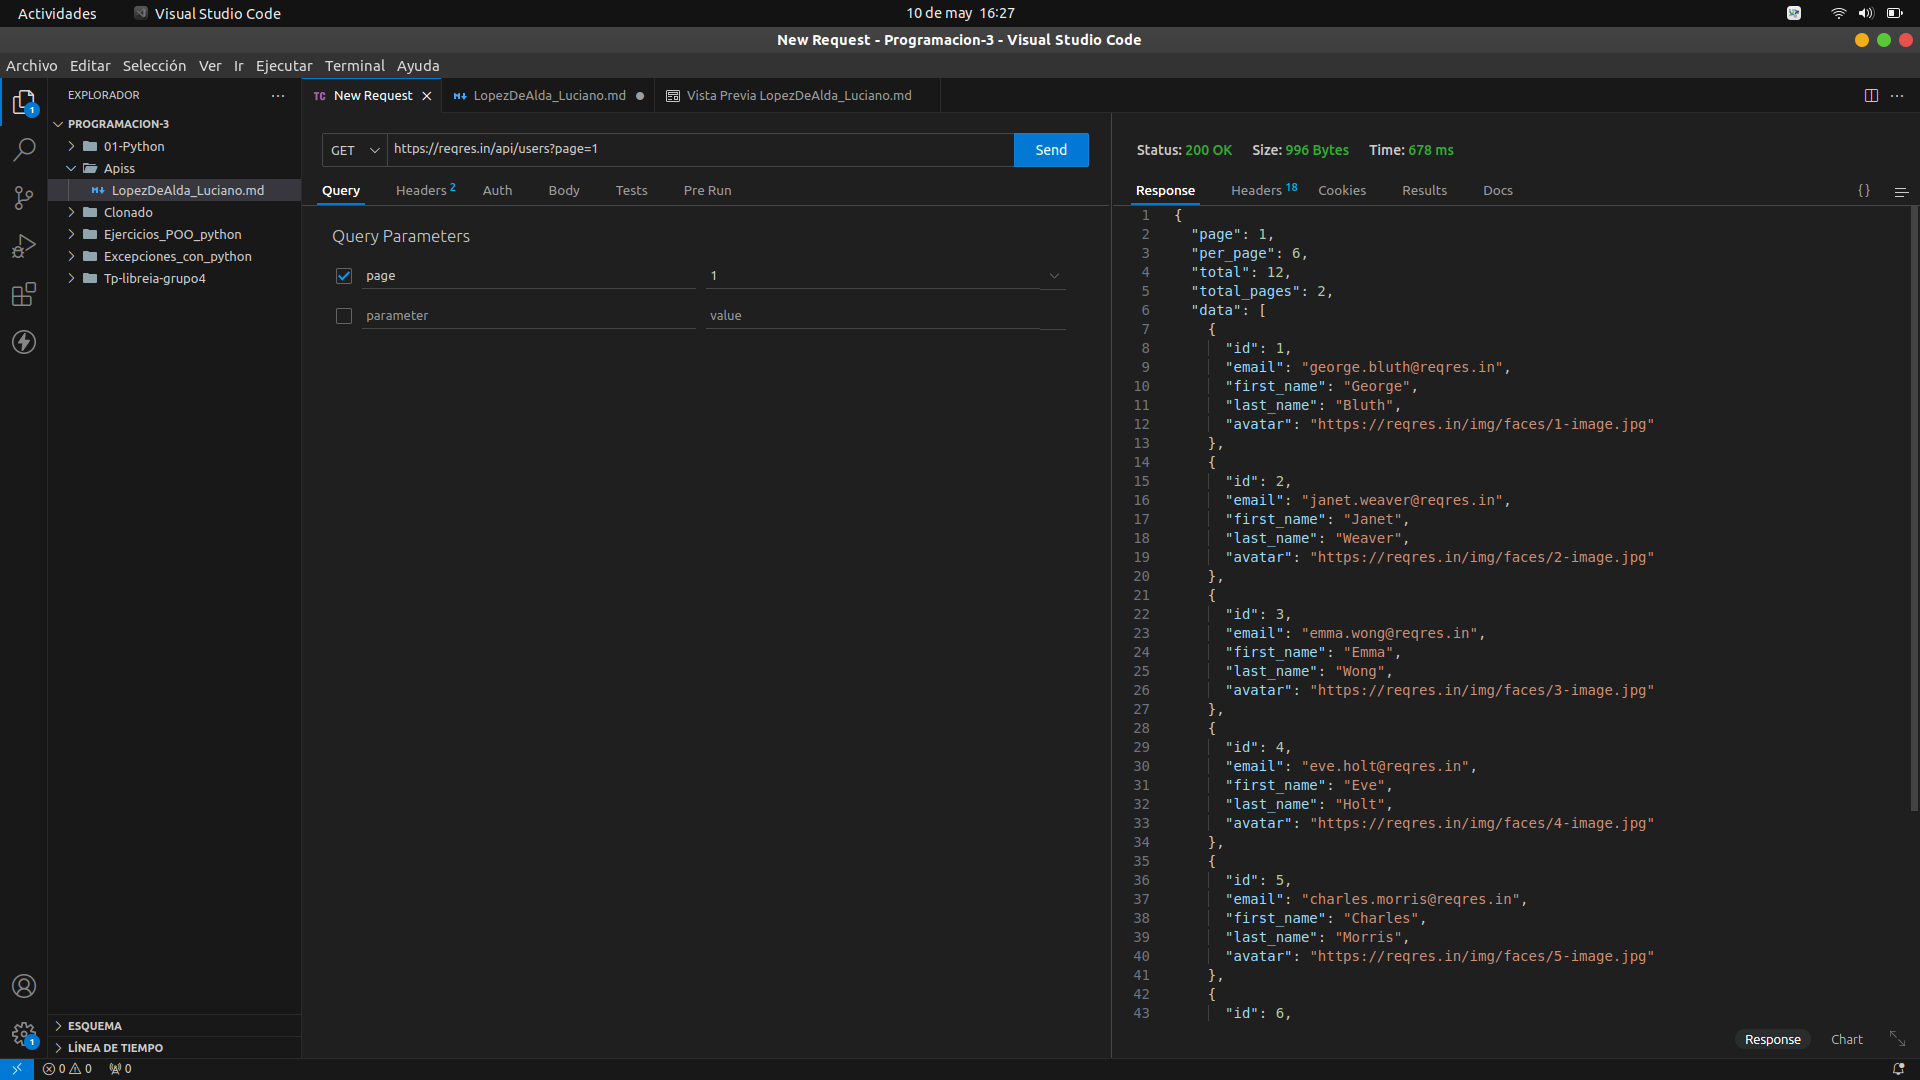 Actividades
Visual Studio Code
10 de may 16:27
New Request - Programacion-3 - Visual Studio Code
Archivo Editar Selección Ver Ir Ejecutar Terminal Ayuda
EXPLORADOR
PROGRAMACION-3
01-Python
Apiss
LopezDeAlda_Luciano.md
Clonado
Ejercicios_POO_python
Excepciones_con_python
Tp-libreia-grupo4
ESQUEMA
LÍNEA DE TIEMPO
1
1
TC New Request
LopezDeAlda_Luciano.md
Vista Previa LopezDeAlda_Luciano.md
GET
https://reqres.in/api/users?page=1
Send
Query Headers 2 Auth Body Tests Pre Run
Query Parameters
page 1
parameter value
Status: 200 OK Size: 996 Bytes Time: 678 ms
Response Headers 18 Cookies Results Docs {}
1 {
2 "page": 1,
3 "per_page": 6,
4 "total": 12,
5 "total_pages": 2,
6 "data": [
7 {
8 "id": 1,
9 "email": "george.bluth@reqres.in",
10 "first_name": "George",
11 "last_name": "Bluth",
12 "avatar": "https://reqres.in/img/faces/1-image.jpg"
13 },
14 {
15 "id": 2,
16 "email": "janet.weaver@reqres.in",
17 "first_name": "Janet",
18 "last_name": "Weaver",
19 "avatar": "https://reqres.in/img/faces/2-image.jpg"
20 },
21 {
22 "id": 3,
23 "email": "emma.wong@reqres.in",
24 "first_name": "Emma",
25 "last_name": "Wong",
26 "avatar": "https://reqres.in/img/faces/3-image.jpg"
27 },
28 {
29 "id": 4,
30 "email": "eve.holt@reqres.in",
31 "first_name": "Eve",
32 "last_name": "Holt",
33 "avatar": "https://reqres.in/img/faces/4-image.jpg"
34 },
35 {
36 "id": 5,
37 "email": "charles.morris@reqres.in",
38 "first_name": "Charles",
39 "last_name": "Morris",
40 "avatar": "https://reqres.in/img/faces/5-image.jpg"
41 },
42 {
43 "id": 6,
Response Chart
0 0 0